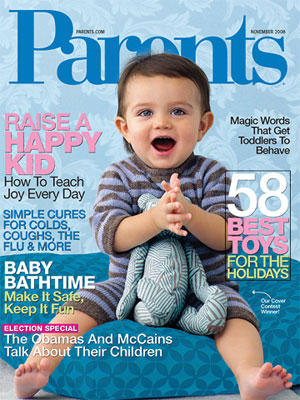 PARENTS.COM
NOVEMBER 2008
Parents
RAISE A
HAPPY
KID
How To Teach
Joy Every Day
SIMPLE CURES
FOR COLDS,
COUGHS, THE
FLU & MORE
BABY
BATHTIME
Make It Safe,
Keep It Fun
ELECTION SPECIAL
The Obamas And McCains
Talk About Their Children
Magic Words
That Get
Toddlers To
Behave
58
BEST
TOYS
FOR THE
HOLIDAYS
Our Cover
Contest
Winner!